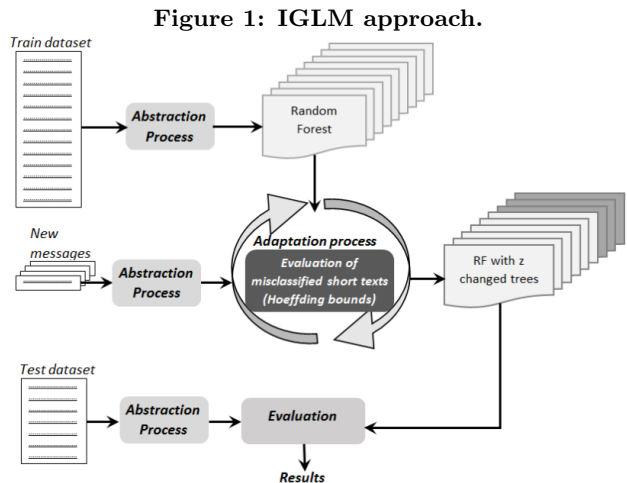 Figure 1: IGLM approach.
Train dataset
Abstraction
Process
Random
Forest
New
messages
Abstraction
Process
Adaptation process
Evaluation of
misclassified short texts
(Hoeffding bounds)
RF with z
changed trees
Test dataset
Abstraction
Process
Evaluation
Results